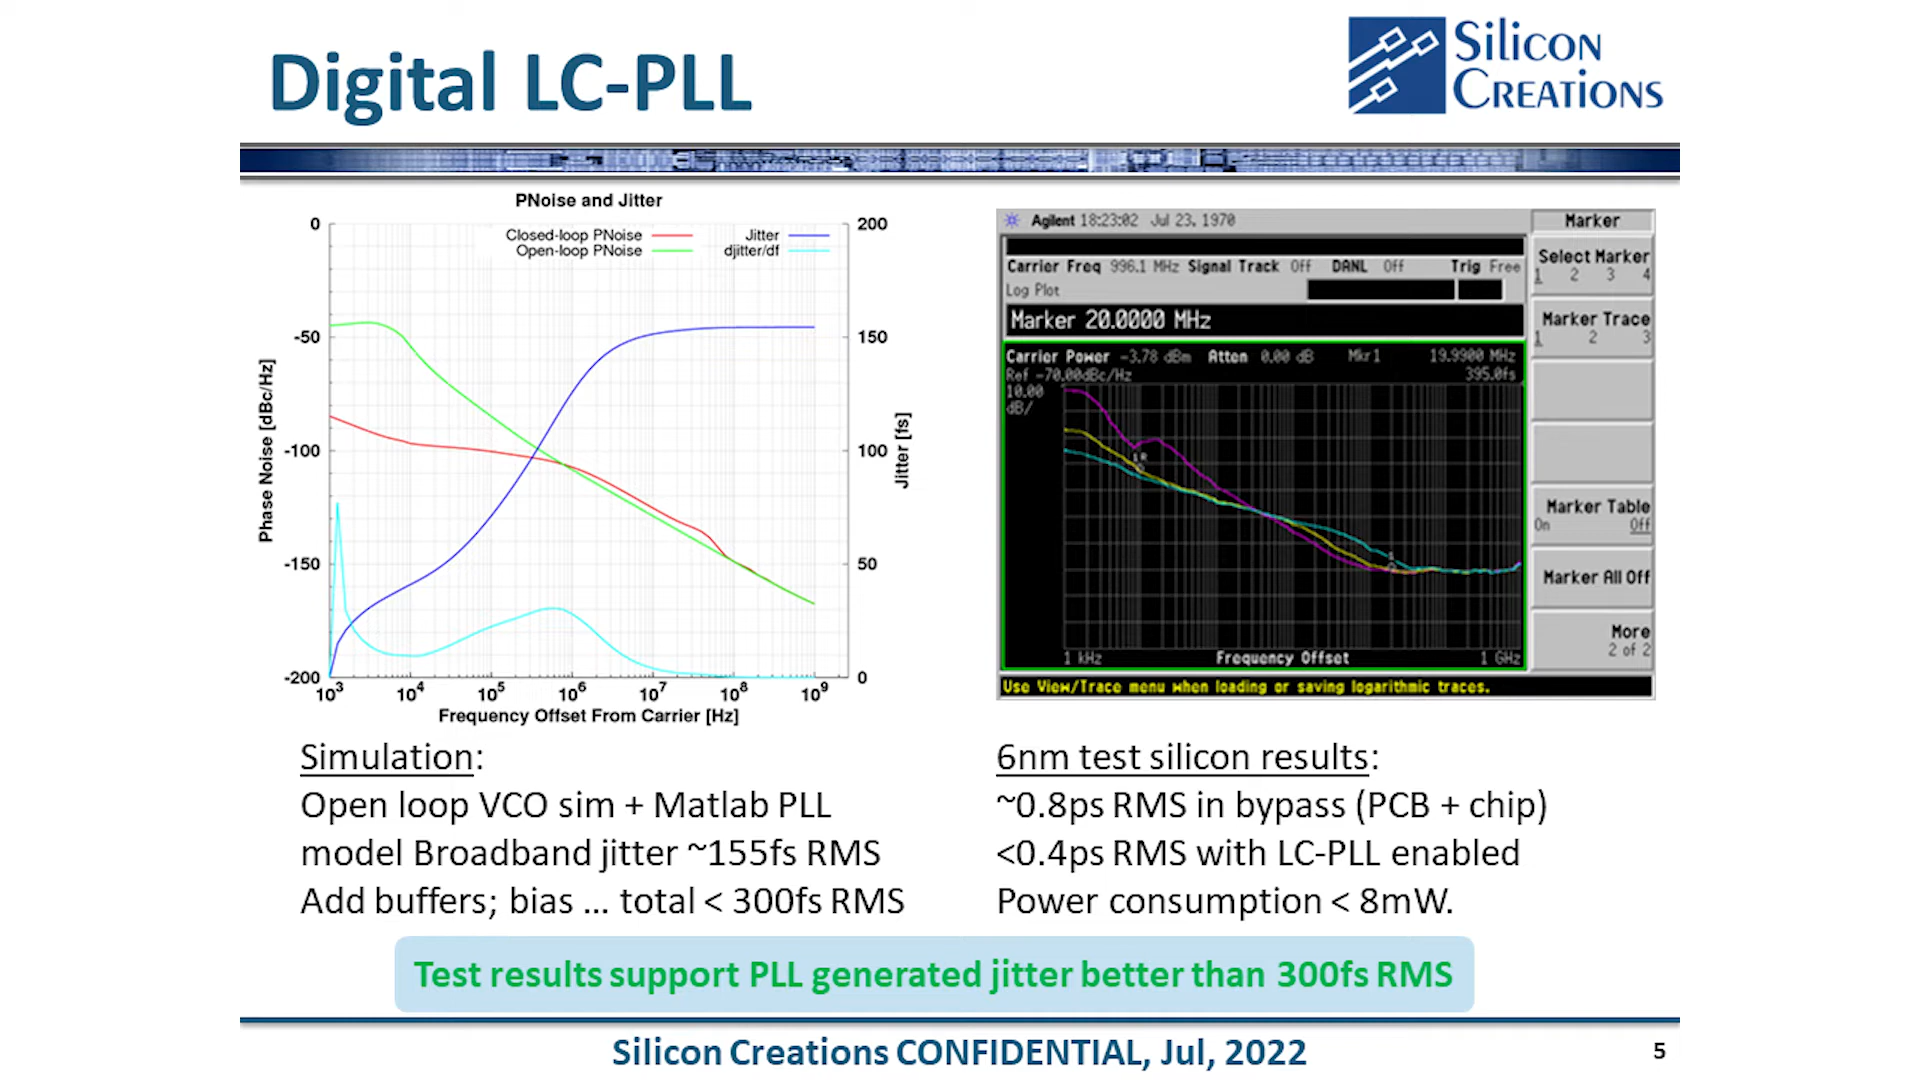 Digital LC-PLL
Silicon
Creations
PNoise and Jitter
Closed-loop PNoise
Open-loop PNoise
Jitter
djitter/df
Phase Noise [dBc/Hz]
0
-50
-100
-150
-200
200
150
100
50
0
Jitter [fs]
10³ 10⁴ 10⁵ 10⁶ 10⁷ 10⁸ 10⁹
Frequency Offset From Carrier [Hz]
Agilent 18:23:02 Jul 23, 1970
Carrier Freq 996.1 MHz Signal Track Off DANL Off Trig Free
Log Plot
Marker 20.0000 MHz
Carrier Power -3.78 dBm Atten 0.00 dB Mkr1 19.9900 MHz
Ref -70.00dBc/Hz 395.0fs
10.00
dB/
1R
1
1 kHz Frequency Offset 1 GHz
Use View/Trace menu when loading or saving logarithmic traces.
Marker
Select Marker
1 2 3 4
Marker Trace
1 2 3
Marker Table
On Off
Marker All Off
More
2 of 2
Simulation:
Open loop VCO sim + Matlab PLL
model Broadband jitter ~155fs RMS
Add buffers; bias ... total < 300fs RMS
6nm test silicon results:
~0.8ps RMS in bypass (PCB + chip)
<0.4ps RMS with LC-PLL enabled
Power consumption < 8mW.
Test results support PLL generated jitter better than 300fs RMS
Silicon Creations CONFIDENTIAL, Jul, 2022
5